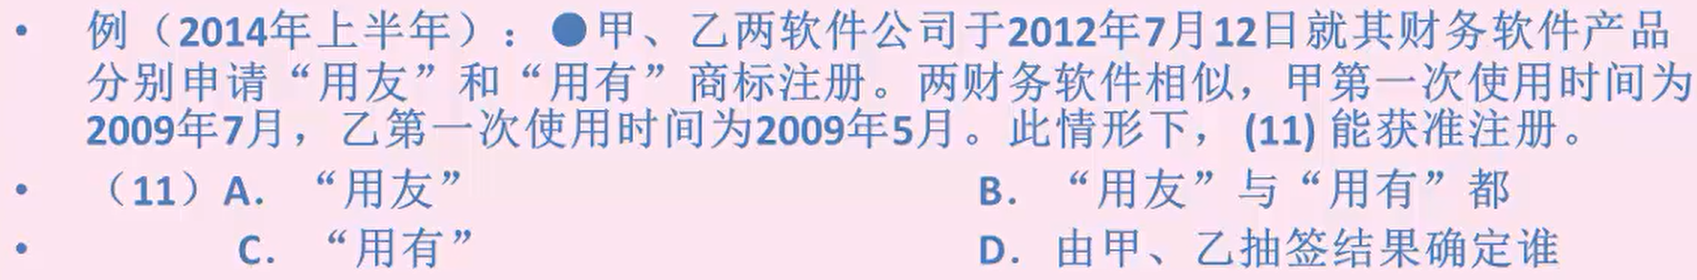 • 例（2014年上半年）：●甲、乙两软件公司于2012年7月12日就其财务软件产品
分别申请“用友”和“用有”商标注册。两财务软件相似，甲第一次使用时间为
2009年7月，乙第一次使用时间为2009年5月。此情形下，(11) 能获准注册。
• （11）A. “用友” B. “用友”与“用有”都
• C. “用有” D. 由甲、乙抽签结果确定谁